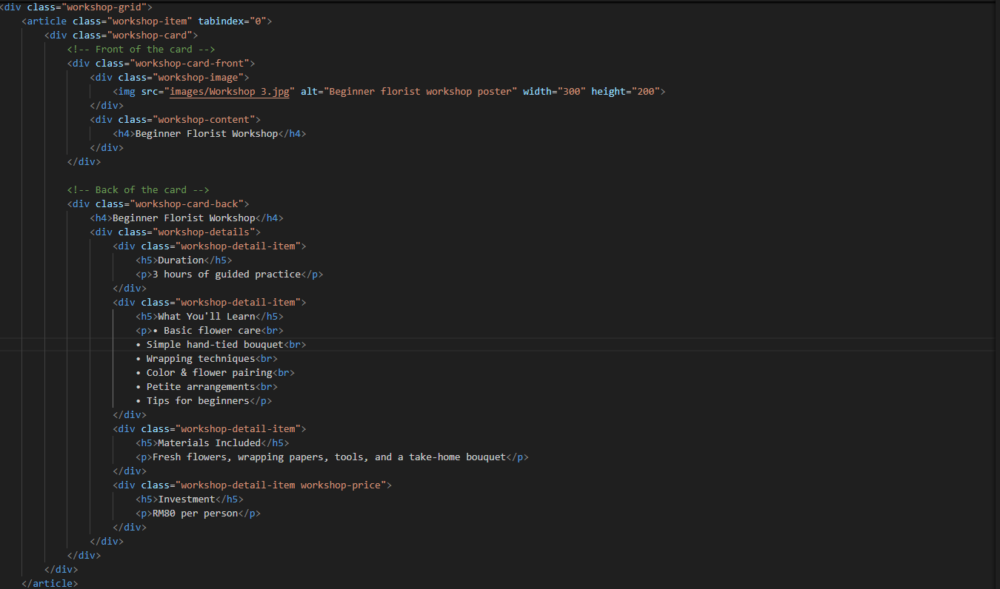 <div class="workshop-grid">
    <article class="workshop-item" tabindex="0">
        <div class="workshop-card">
            <!-- Front of the card -->
            <div class="workshop-card-front">
                <div class="workshop-image">
                    <img src="images/Workshop 3.jpg" alt="Beginner florist workshop poster" width="300" height="200">
                </div>
                <div class="workshop-content">
                    <h4>Beginner Florist Workshop</h4>
                </div>
            </div>

            <!-- Back of the card -->
            <div class="workshop-card-back">
                <h4>Beginner Florist Workshop</h4>
                <div class="workshop-details">
                    <div class="workshop-detail-item">
                        <h5>Duration</h5>
                        <p>3 hours of guided practice</p>
                    </div>
                    <div class="workshop-detail-item">
                        <h5>What You'll Learn</h5>
                        <p>• Basic flower care<br>
                        • Simple hand-tied bouquet<br>
                        • Wrapping techniques<br>
                        • Color & flower pairing<br>
                        • Petite arrangements<br>
                        • Tips for beginners</p>
                    </div>
                    <div class="workshop-detail-item">
                        <h5>Materials Included</h5>
                        <p>Fresh flowers, wrapping papers, tools, and a take-home bouquet</p>
                    </div>
                    <div class="workshop-detail-item workshop-price">
                        <h5>Investment</h5>
                        <p>RM80 per person</p>
                    </div>
                </div>
            </div>
        </div>
    </article>